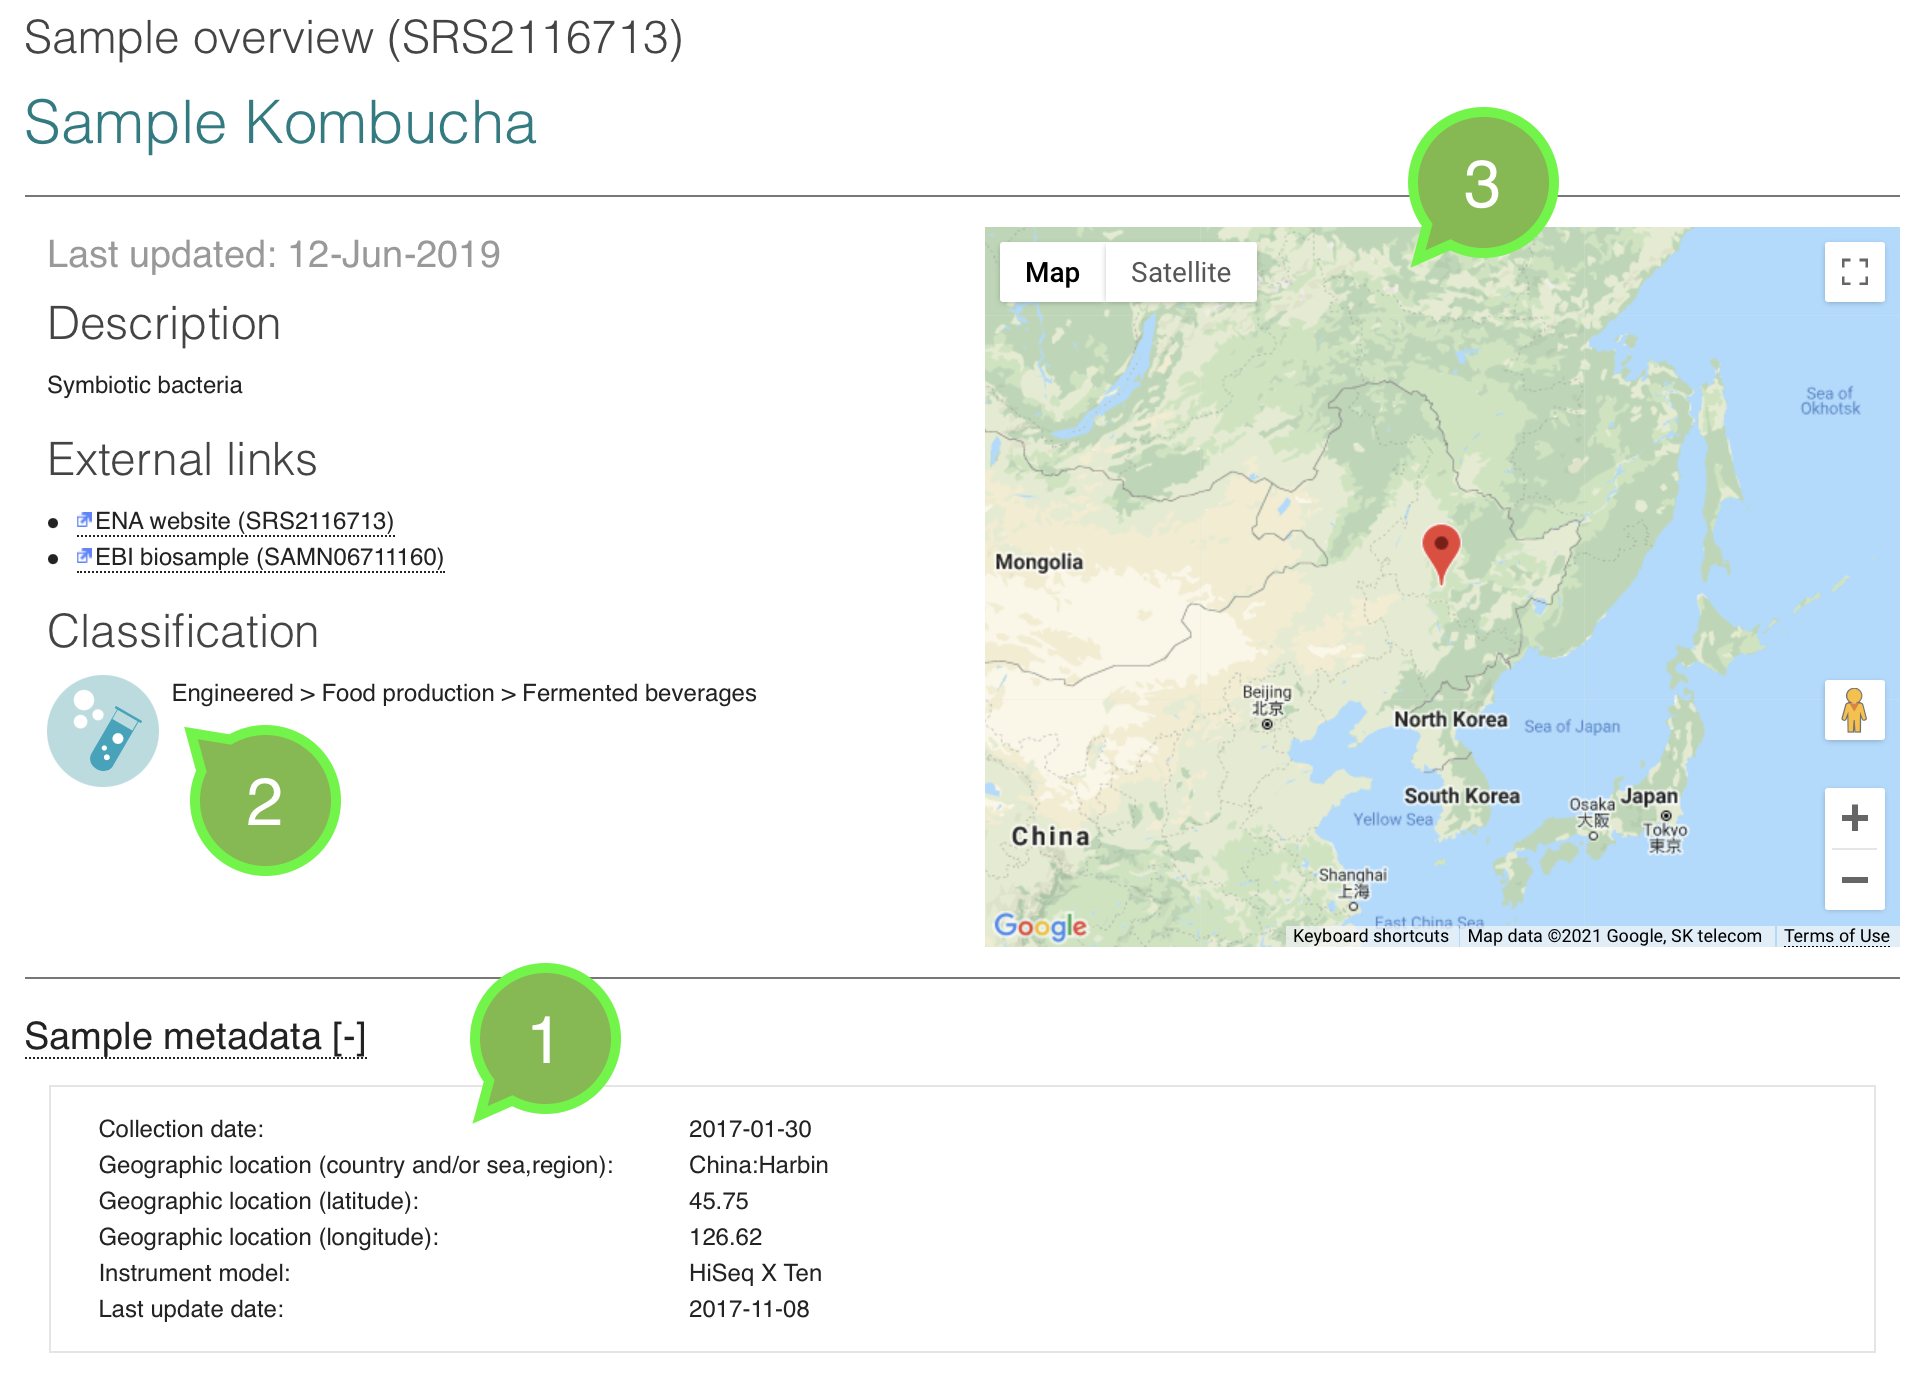 Sample overview (SRS2116713)
Sample Kombucha
3
Last updated: 12-Jun-2019
Description
Symbiotic bacteria
External links
ENA website (SRS2116713)
EBI biosample (SAMN06711160)
Classification
Engineered > Food production > Fermented beverages
2
Map
Satellite
Sea of
Okhotsk
Mongolia
Beijing
北京
North Korea
Sea of Japan
South Korea
Yellow Sea
Osaka
大阪
Japan
Tokyo
東京
China
Shanghai
上海
East China Sea
Google
Keyboard shortcuts
Map data ©2021 Google, SK telecom
Terms of Use
Sample metadata [-]
1
Collection date: 2017-01-30
Geographic location (country and/or sea,region): China:Harbin
Geographic location (latitude): 45.75
Geographic location (longitude): 126.62
Instrument model: HiSeq X Ten
Last update date: 2017-11-08